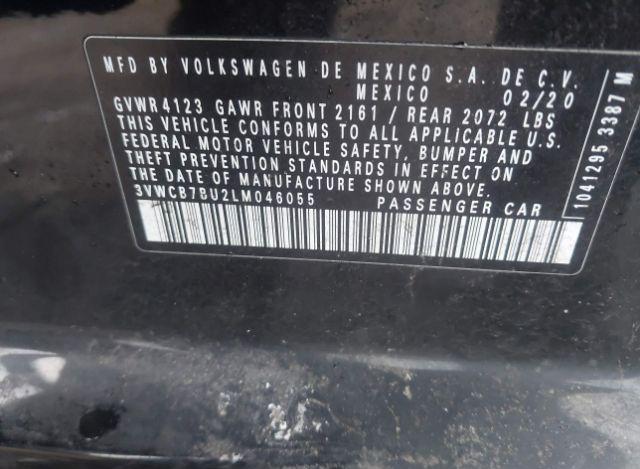 MFD BY VOLKSWAGEN DE MEXICO S.A. DE C.V.
MEXICO 02/20
GVWR 4123 GAWR FRONT 2161 / REAR 2072 LBS
THIS VEHICLE CONFORMS TO ALL APPLICABLE U.S.
FEDERAL MOTOR VEHICLE SAFETY, BUMPER AND
THEFT PREVENTION STANDARDS IN EFFECT ON
THE DATE OF MANUFACTURE SHOWN ABOVE.
3VWCB7BU2LM046055 PASSENGER CAR
1041295 3387 M